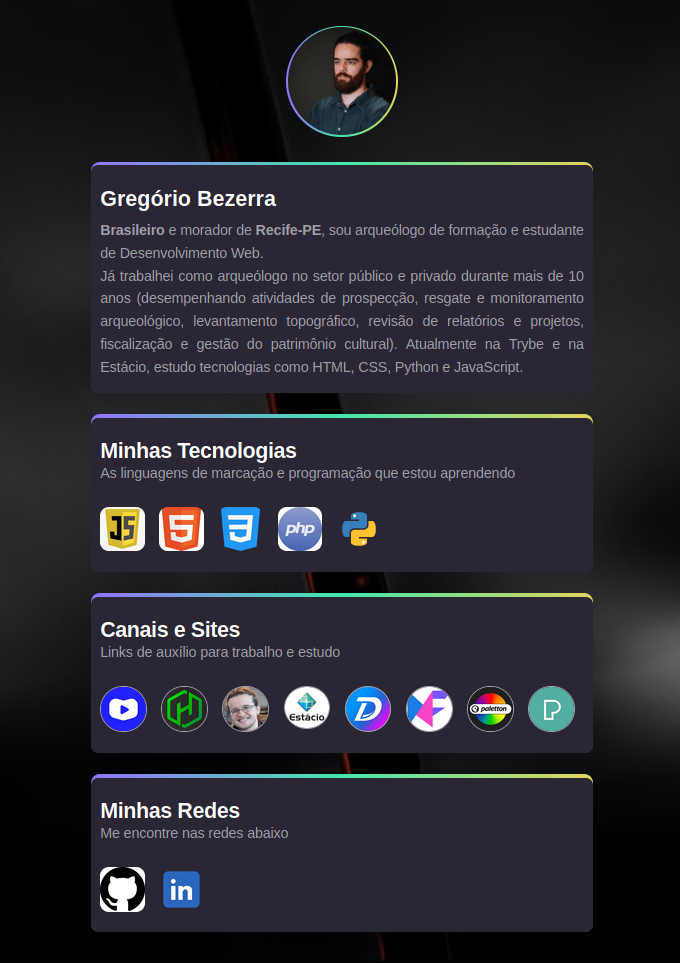 Gregório Bezerra
Brasileiro e morador de Recife-PE, sou arqueólogo de formação e estudante
de Desenvolvimento Web.
Já trabalhei como arqueólogo no setor público e privado durante mais de 10
anos (desempenhando atividades de prospecção, resgate e monitoramento
arqueológico, levantamento topográfico, revisão de relatórios e projetos,
fiscalização e gestão do patrimônio cultural). Atualmente na Trybe e na
Estácio, estudo tecnologias como HTML, CSS, Python e JavaScript.
Minhas Tecnologias
As linguagens de marcação e programação que estou aprendendo
JS 5 3 php
Canais e Sites
Links de auxílio para trabalho e estudo
H Estácio D F paletton P
Minhas Redes
Me encontre nas redes abaixo
in